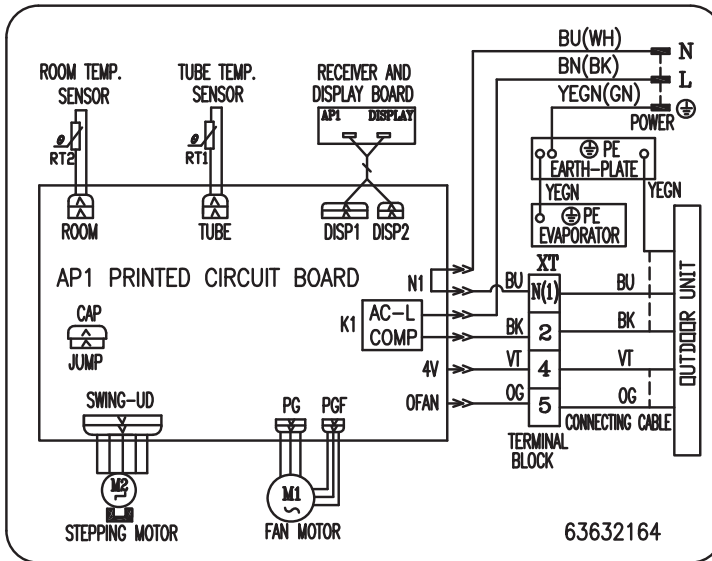 BU(WH)
N
BN(BK)
L
YEGN(GN)
POWER
ROOM TEMP.
SENSOR
TUBE TEMP.
SENSOR
RECEIVER AND
DISPLAY BOARD
AP1 DISPLAY
θ
RT2
θ
RT1
PE
EARTH-PLATE
YEGN
YEGN
PE
EVAPORATOR
ROOM
TUBE
DISP1
DISP2
AP1 PRINTED CIRCUIT BOARD
N1
K1
AC-L
COMP
4V
OFAN
BU
BK
VT
OG
XT
N(1)
2
4
5
TERMINAL
BLOCK
BU
BK
VT
OG
CONNECTING CABLE
OUTDOOR UNIT
CAP
JUMP
SWING-UD
PG
PGF
M2
STEPPING MOTOR
M1
FAN MOTOR
63632164